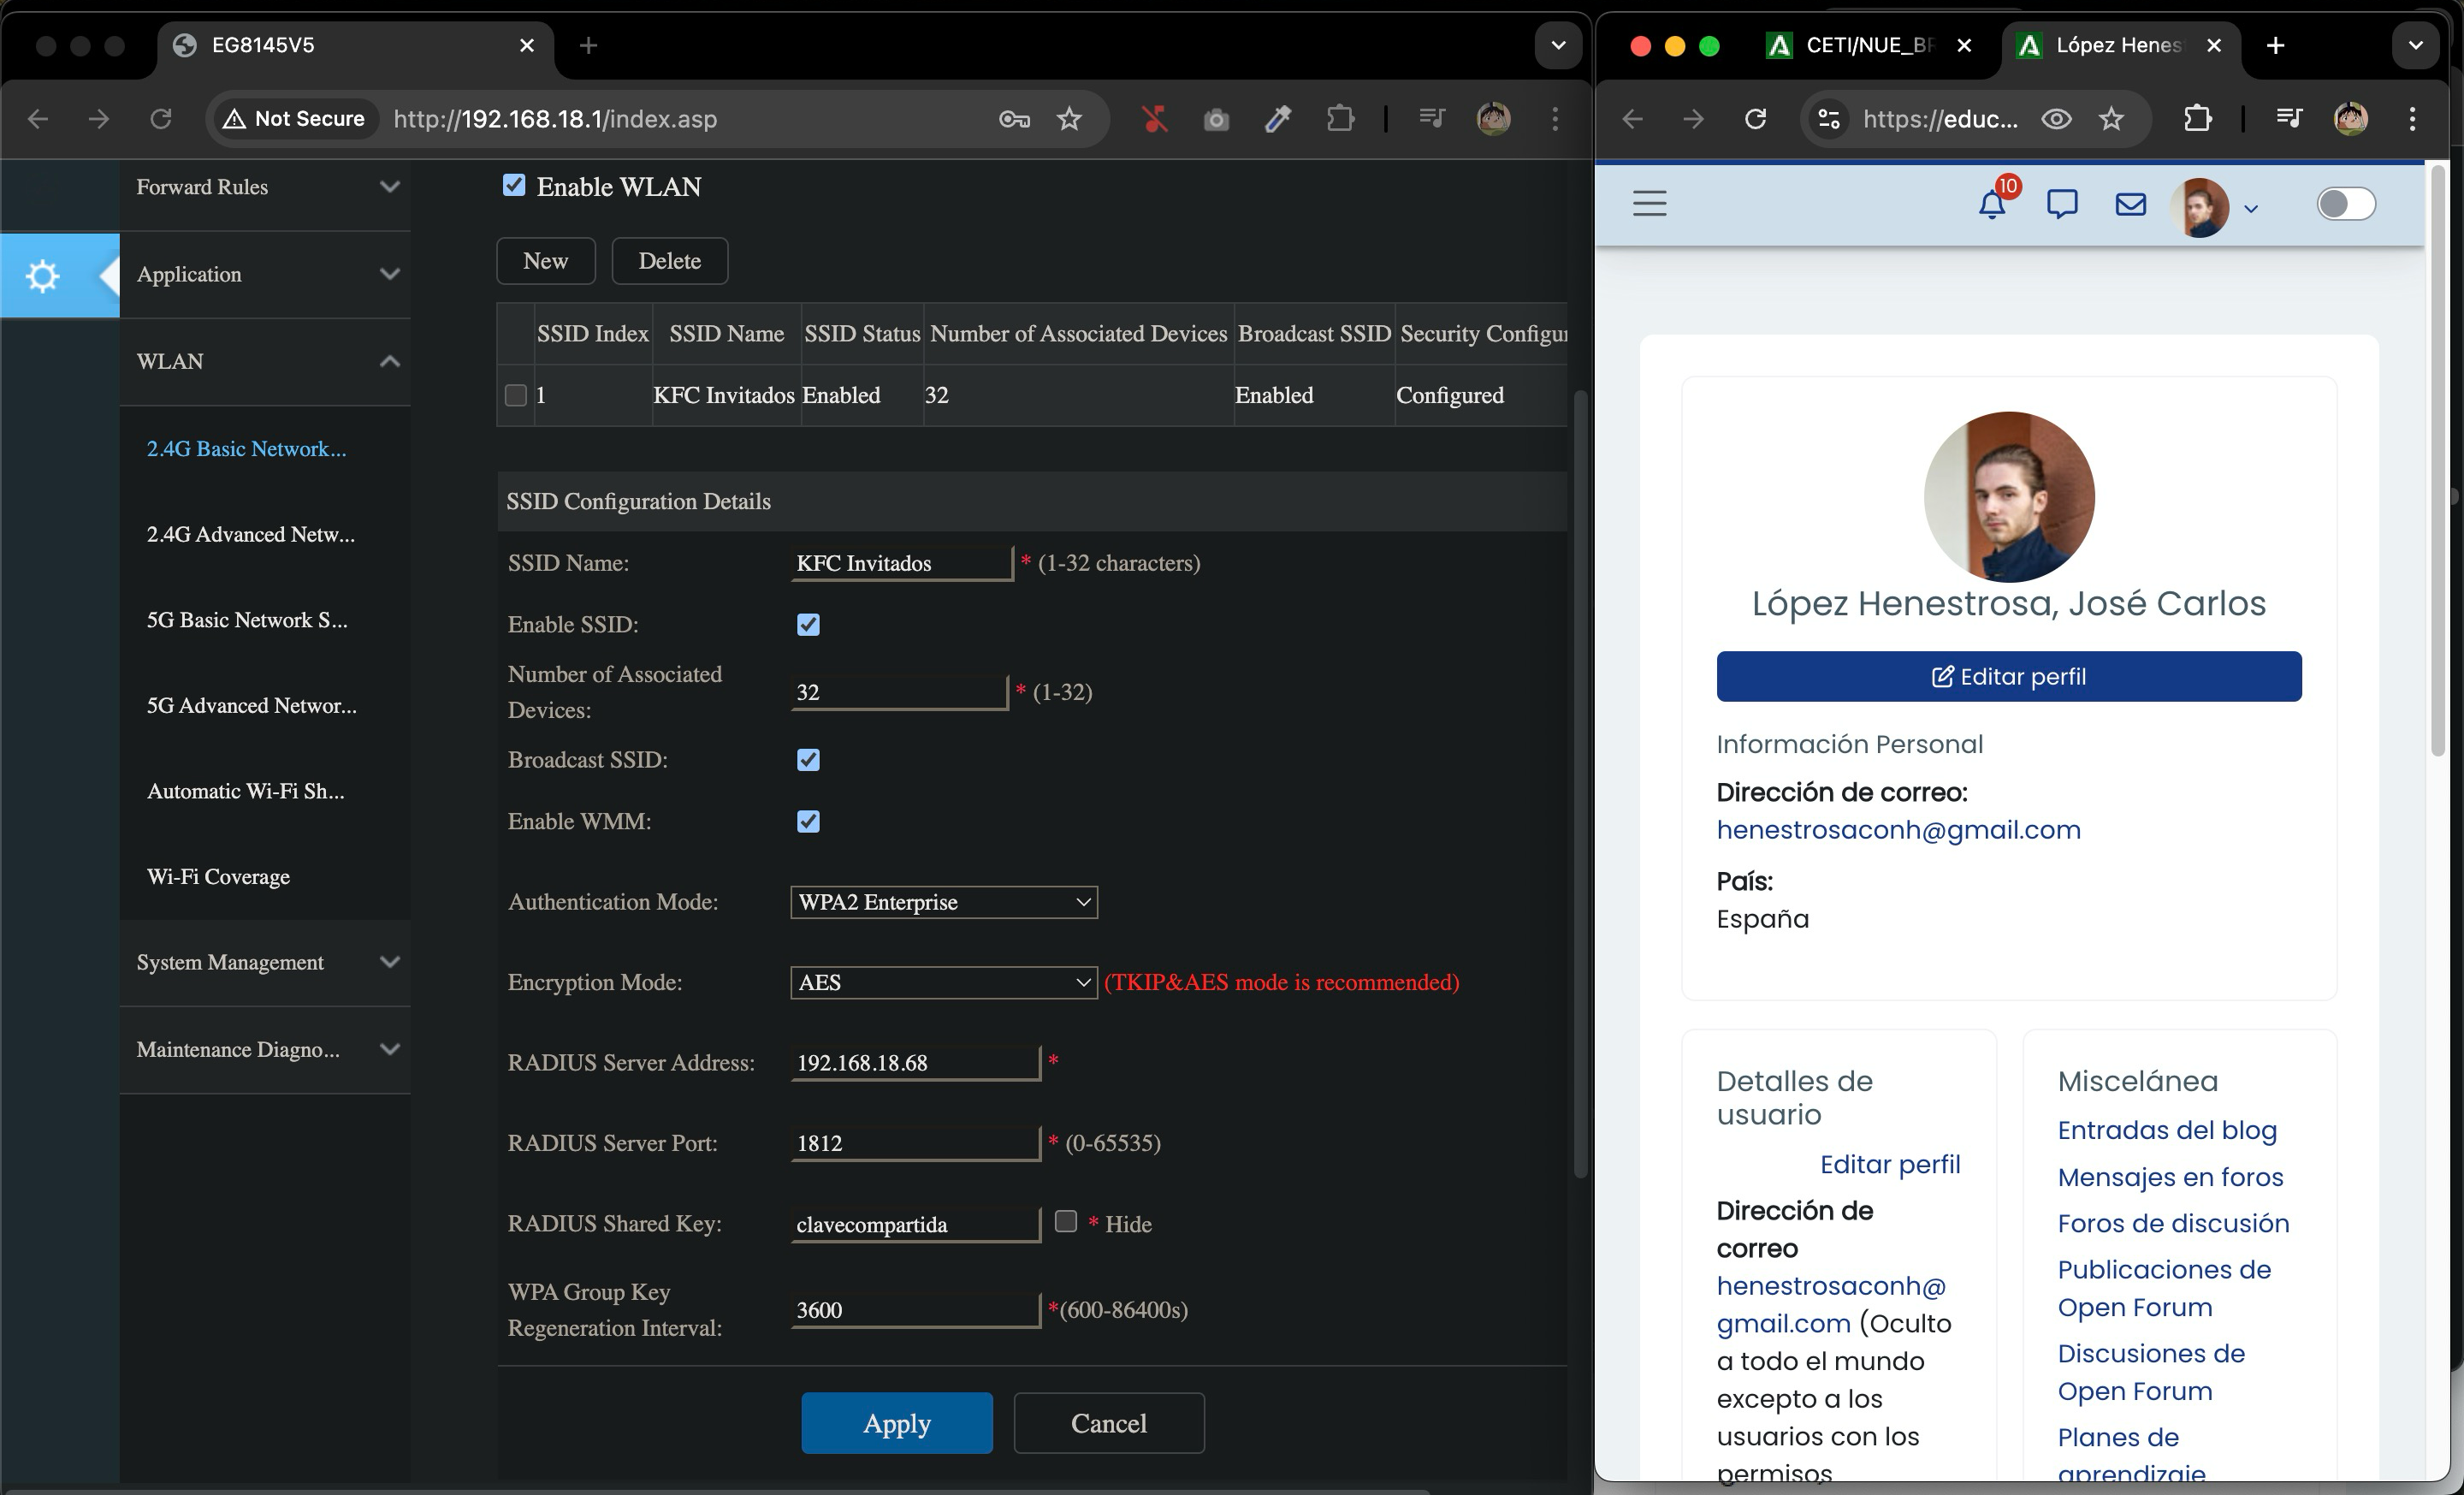 EG8145V5
Not Secure
http://192.168.18.1/index.asp
Forward Rules
Application
WLAN
2.4G Basic Network...
2.4G Advanced Netw...
5G Basic Network S...
5G Advanced Networ...
Automatic Wi-Fi Sh...
Wi-Fi Coverage
System Management
Maintenance Diagno...
Enable WLAN
New Delete
SSID Index SSID Name SSID Status Number of Associated Devices Broadcast SSID Security Configur
1 KFC Invitados Enabled 32 Enabled Configured
SSID Configuration Details
SSID Name: KFC Invitados * (1-32 characters)
Enable SSID:
Number of Associated
Devices: 32 * (1-32)
Broadcast SSID:
Enable WMM:
Authentication Mode: WPA2 Enterprise
Encryption Mode: AES (TKIP&AES mode is recommended)
RADIUS Server Address: 192.168.18.68 *
RADIUS Server Port: 1812 * (0-65535)
RADIUS Shared Key: clavecompartida * Hide
WPA Group Key
Regeneration Interval: 3600 *(600-86400s)
Apply Cancel
CETI/NUE_BR López Henes
https://educ...
10
López Henestrosa, José Carlos
Editar perfil
Información Personal
Dirección de correo:
henestrosaconh@gmail.com
País:
España
Detalles de
usuario
Editar perfil
Dirección de
correo
henestrosaconh@
gmail.com (Oculto
a todo el mundo
excepto a los
usuarios con los
permisos
Miscelánea
Entradas del blog
Mensajes en foros
Foros de discusión
Publicaciones de
Open Forum
Discusiones de
Open Forum
Planes de
aprendizaje